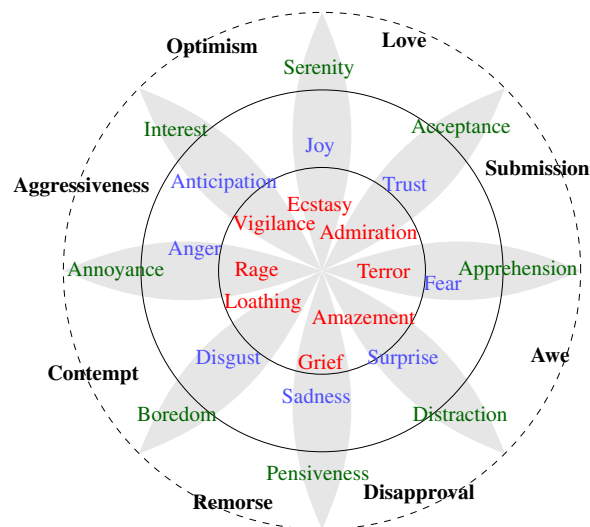 Love
Optimism
Serenity
Acceptance
Interest
Joy
Submission
Anticipation
Trust
Aggressiveness
Ecstasy
Vigilance
Admiration
Anger
Annoyance
Rage
Terror
Apprehension
Fear
Loathing
Amazement
Disgust
Surprise
Awe
Grief
Contempt
Sadness
Boredom
Distraction
Pensiveness
Disapproval
Remorse